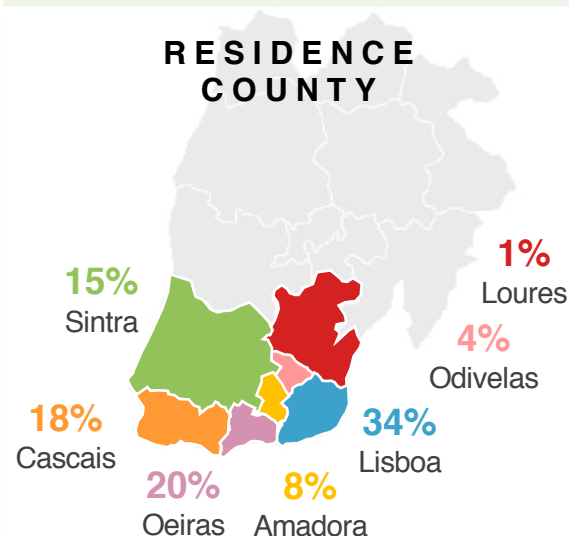 RESIDENCE
COUNTY
1%
Loures
15%
Sintra
4%
Odivelas
18%
Cascais
34%
Lisboa
20%
Oeiras
8%
Amadora